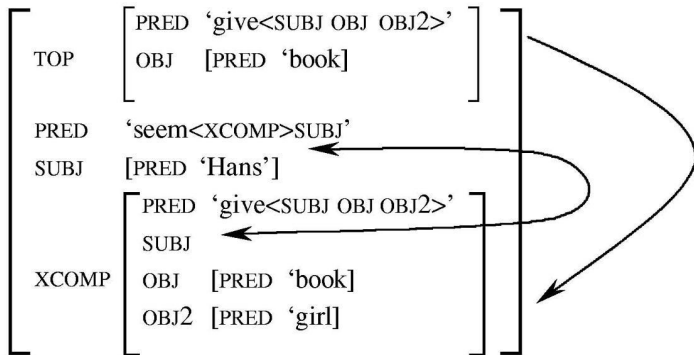 PRED ‘give<SUBJ OBJ OBJ2>’
TOP OBJ [PRED ‘book]
PRED ‘seem<XCOMP>SUBJ’
SUBJ [PRED ‘Hans’]
PRED ‘give<SUBJ OBJ OBJ2>’
SUBJ
XCOMP OBJ [PRED ‘book]
OBJ2 [PRED ‘girl]